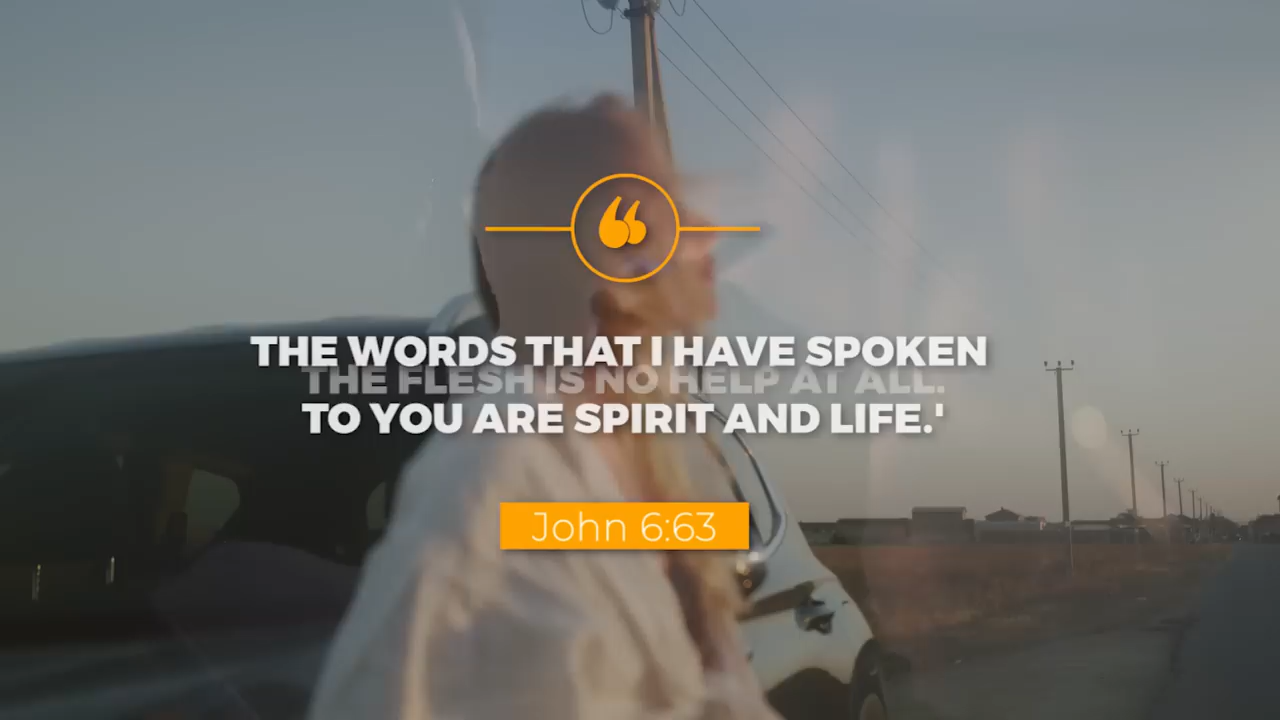 ❝
THE WORDS THAT I HAVE SPOKEN
THE FLESH IS NO HELP AT ALL.
TO YOU ARE SPIRIT AND LIFE.'
John 6:63